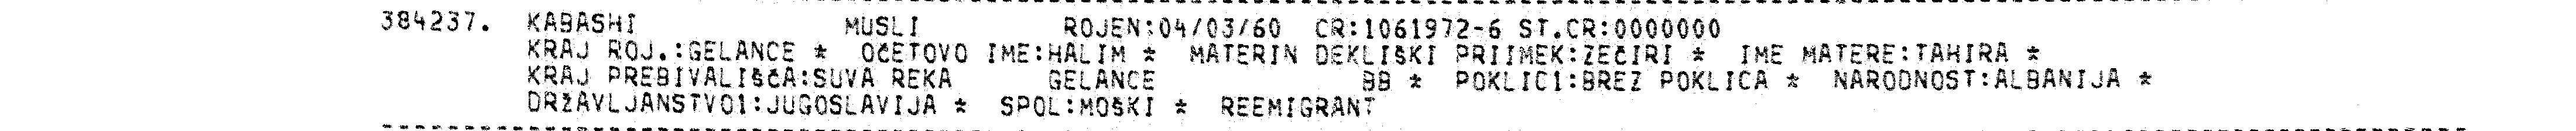 384237. KABASHI MUSLI ROJEN:04/03/60 CR:1061972-6 ST.CR:0000000
KRAJ ROJ.:GELANCE * OČETOVO IME:HALIM * MATERIN DEKLIŠKI PRIIMEK:ZEČIRI * IME MATERE:TAHIRA *
KRAJ PREBIVALIŠČA:SUVA REKA GELANCE BB * POKLIC1:BREZ POKLICA * NARODNOST:ALBANIJA *
DRŽAVLJANSTVO1:JUGOSLAVIJA * SPOL:MOŠKI * REEMIGRANT